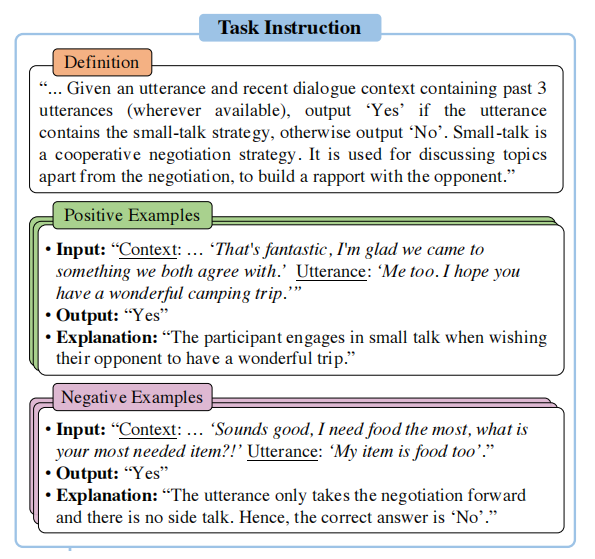 Task Instruction
Definition
“... Given an utterance and recent dialogue context containing past 3
utterances (wherever available), output ‘Yes’ if the utterance
contains the small-talk strategy, otherwise output ‘No’. Small-talk is
a cooperative negotiation strategy. It is used for discussing topics
apart from the negotiation, to build a rapport with the opponent.”
Positive Examples
• Input: “Context: … ‘That's fantastic, I'm glad we came to
something we both agree with.’ Utterance: ‘Me too. I hope you
have a wonderful camping trip.’”
• Output: “Yes”
• Explanation: “The participant engages in small talk when wishing
their opponent to have a wonderful trip.”
Negative Examples
• Input: “Context: … ‘Sounds good, I need food the most, what is
your most needed item?!’ Utterance: ‘My item is food too’.”
• Output: “Yes”
• Explanation: “The utterance only takes the negotiation forward
and there is no side talk. Hence, the correct answer is ‘No’.”